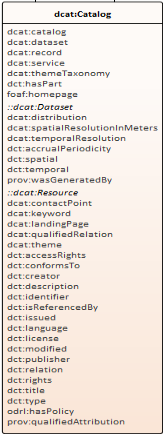 dcat:Catalog
dcat:catalog
dcat:dataset
dcat:record
dcat:service
dcat:themeTaxonomy
dct:hasPart
foaf:homepage
::dcat:Dataset
dcat:distribution
dcat:spatialResolutionInMeters
dcat:temporalResolution
dct:accrualPeriodicity
dct:spatial
dct:temporal
prov:wasGeneratedBy
::dcat:Resource
dcat:contactPoint
dcat:keyword
dcat:landingPage
dcat:qualifiedRelation
dcat:theme
dct:accessRights
dct:conformsTo
dct:creator
dct:description
dct:identifier
dct:isReferencedBy
dct:issued
dct:language
dct:license
dct:modified
dct:publisher
dct:relation
dct:rights
dct:title
dct:type
odrl:hasPolicy
prov:qualifiedAttribution